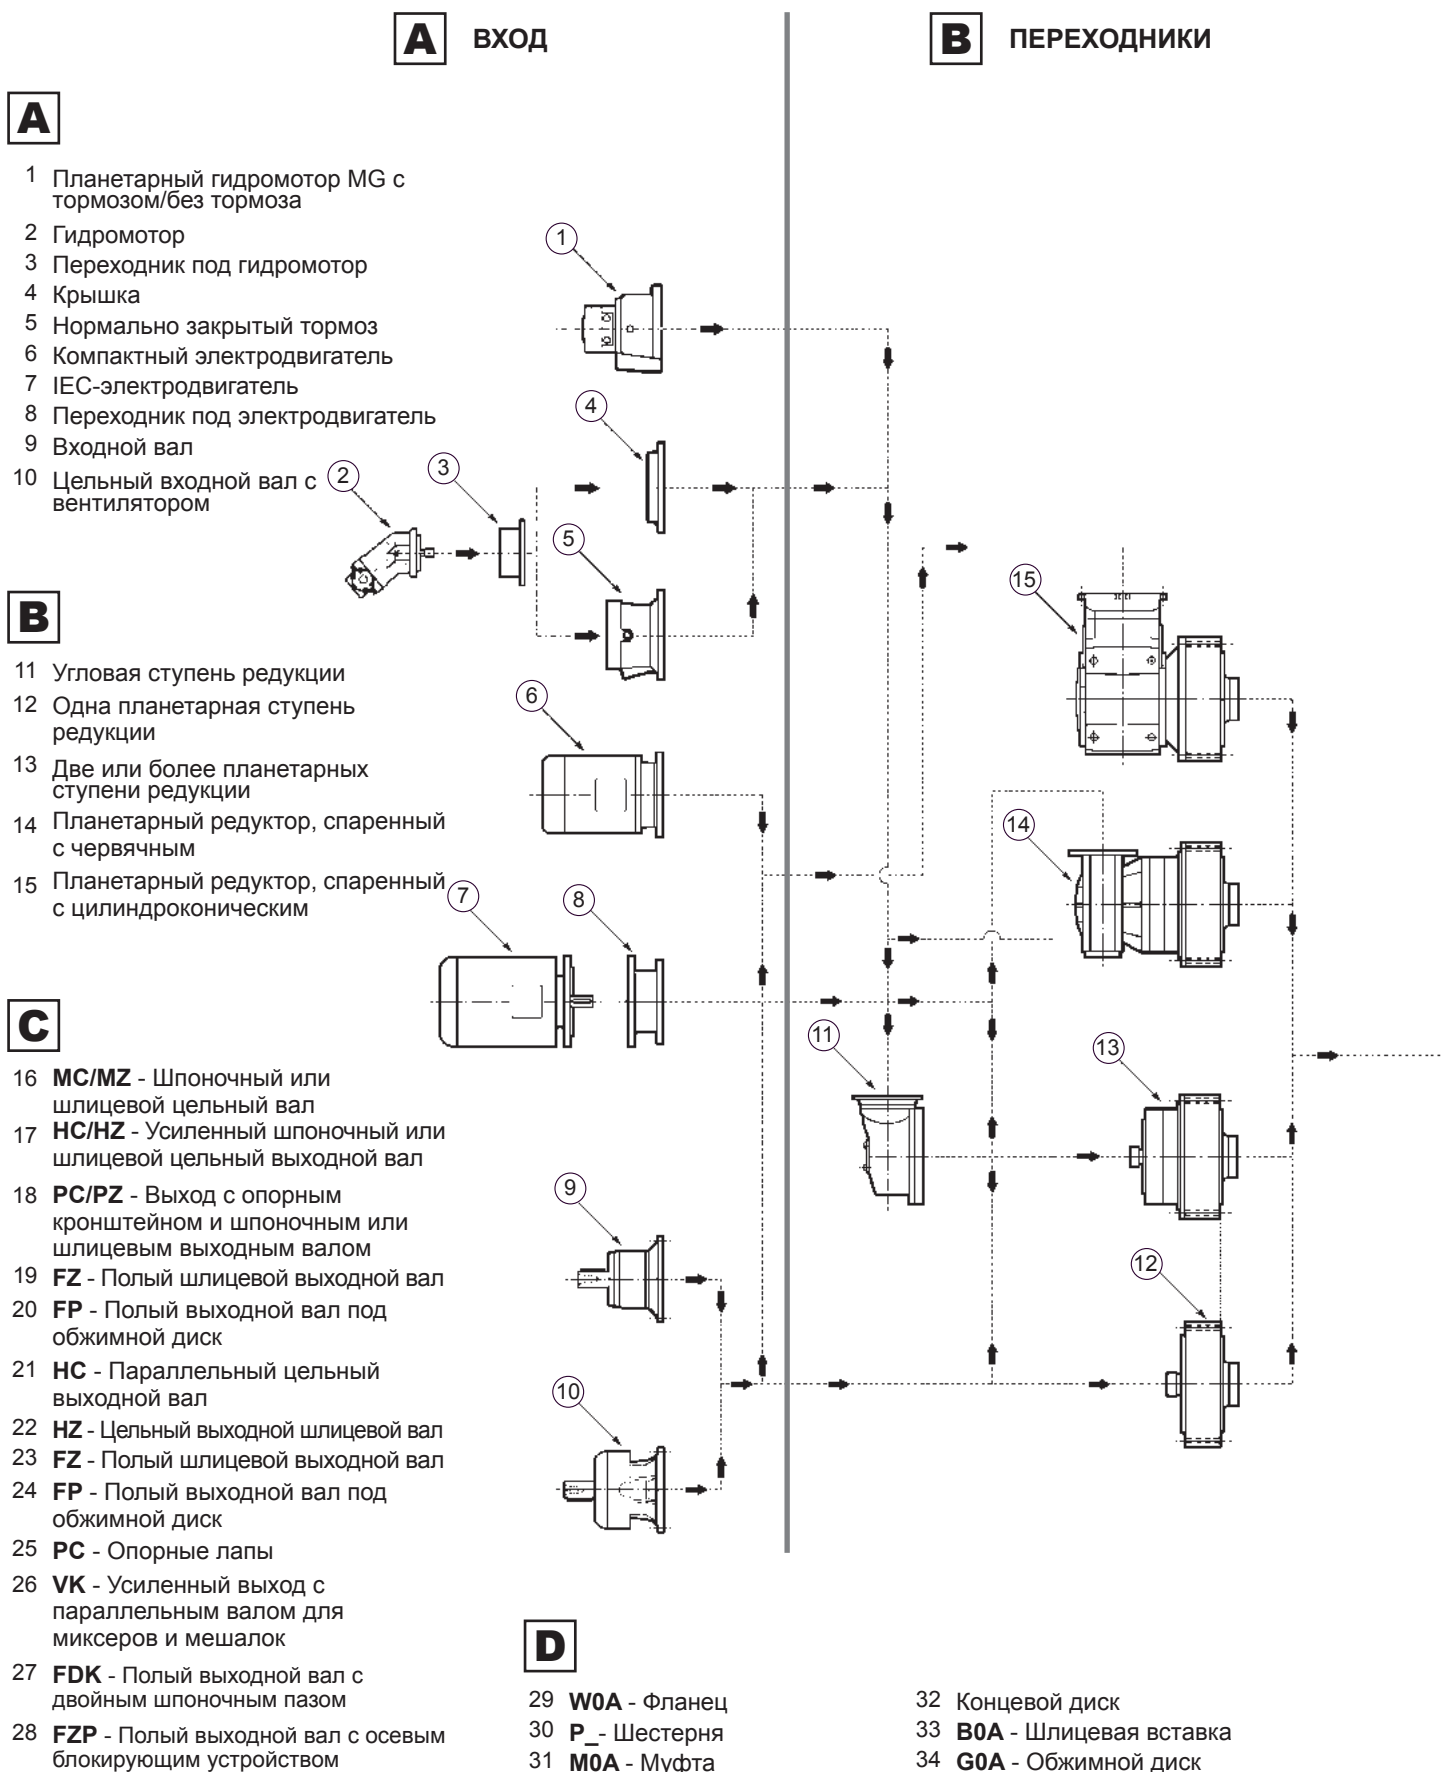 A ВХОД
B ПЕРЕХОДНИКИ
A
1 Планетарный гидромотор MG с
тормозом/без тормоза
2 Гидромотор
3 Переходник под гидромотор
4 Крышка
5 Нормально закрытый тормоз
6 Компактный электродвигатель
7 IEC-электродвигатель
8 Переходник под электродвигатель
9 Входной вал
10 Цельный входной вал с
вентилятором
B
11 Угловая ступень редукции
12 Одна планетарная ступень
редукции
13 Две или более планетарных
ступени редукции
14 Планетарный редуктор, спаренный
с червячным
15 Планетарный редуктор, спаренный
с цилиндроконическим
C
16 MC/MZ - Шпоночный или
шлицевой цельный вал
17 HC/HZ - Усиленный шпоночный или
шлицевой цельный выходной вал
18 PC/PZ - Выход с опорным
кронштейном и шпоночным или
шлицевым выходным валом
19 FZ - Полый шлицевой выходной вал
20 FP - Полый выходной вал под
обжимной диск
21 HC - Параллельный цельный
выходной вал
22 HZ - Цельный выходной шлицевой вал
23 FZ - Полый шлицевой выходной вал
24 FP - Полый выходной вал под
обжимной диск
25 PC - Опорные лапы
26 VK - Усиленный выход с
параллельным валом для
миксеров и мешалок
27 FDK - Полый выходной вал с
двойным шпоночным пазом
28 FZP - Полый выходной вал с осевым
блокирующим устройством
D
29 W0A - Фланец
30 P_- Шестерня
31 M0A - Муфта
32 Концевой диск
33 B0A - Шлицевая вставка
34 G0A - Обжимной диск
1
4
2
3
5
6
7
8
9
10
15
14
11
13
12